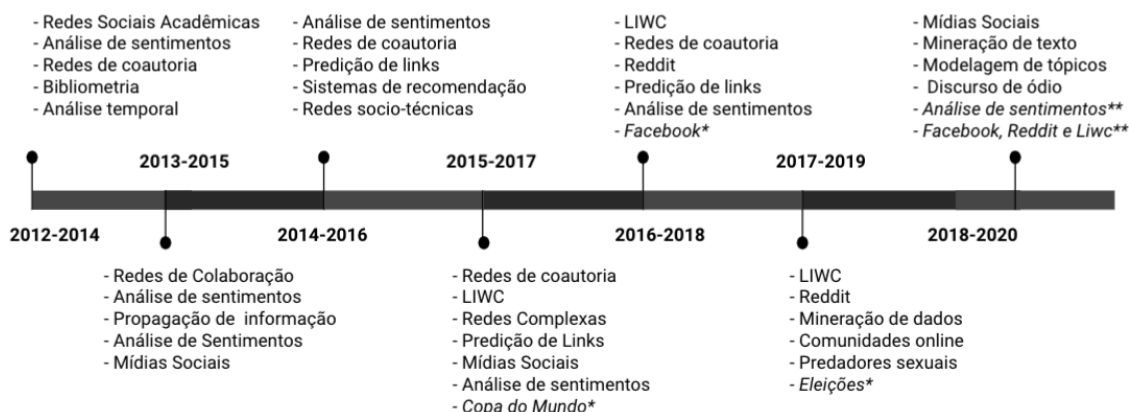 - Redes Sociais Acadêmicas
- Análise de sentimentos
- Redes de coautoria
- Bibliometria
- Análise temporal
- Análise de sentimentos
- Redes de coautoria
- Predição de links
- Sistemas de recomendação
- Redes socio-técnicas
- LIWC
- Redes de coautoria
- Reddit
- Predição de links
- Análise de sentimentos
- Facebook*
- Mídias Sociais
- Mineração de texto
- Modelagem de tópicos
- Discurso de ódio
- Análise de sentimentos**
- Facebook, Reddit e Liwc**
2013-2015
2015-2017
2017-2019
2012-2014
2014-2016
2016-2018
2018-2020
- Redes de Colaboração
- Análise de sentimentos
- Propagação de informação
- Análise de Sentimentos
- Mídias Sociais
- Redes de coautoria
- LIWC
- Redes Complexas
- Predição de Links
- Mídias Sociais
- Análise de sentimentos
- Copa do Mundo*
- LIWC
- Reddit
- Mineração de dados
- Comunidades online
- Predadores sexuais
- Eleições*